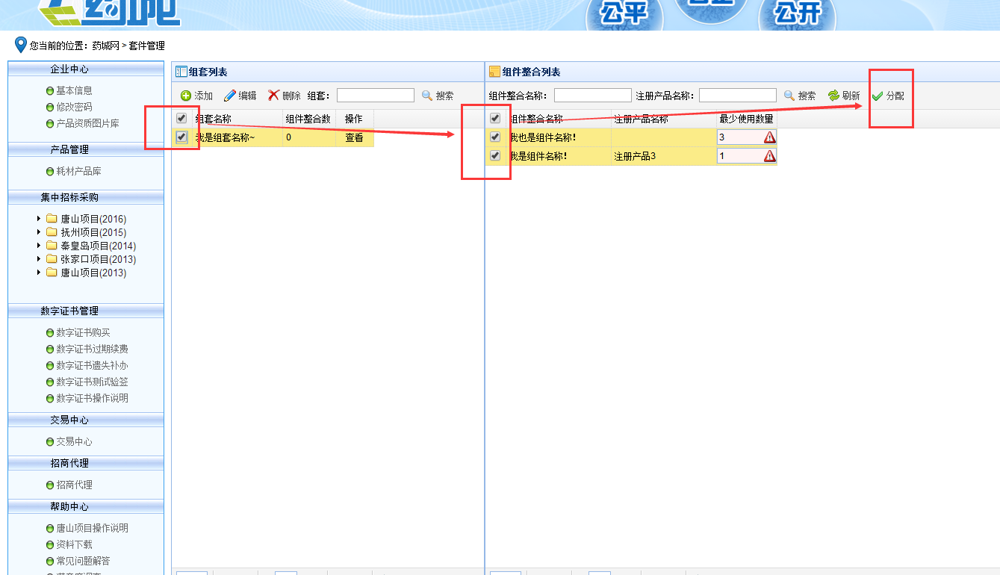 药城
公平
公开
您当前的位置：药城网 > 套件管理
企业中心
基本信息
修改密码
产品资质图片库
产品管理
耗材产品库
集中招标采购
唐山项目(2016)
抚州项目(2015)
秦皇岛项目(2014)
张家口项目(2013)
唐山项目(2013)
数字证书管理
数字证书购买
数字证书过期续费
数字证书遗失补办
数字证书测试验签
数字证书操作说明
交易中心
交易中心
招商代理
招商代理
帮助中心
唐山项目操作说明
资料下载
常见问题解答
组套列表
添加 编辑 删除 组套： 搜索
组套名称 组件整合数 操作
我是组套名称~ 0 查看
组件整合列表
组件整合名称： 注册产品名称： 搜索 刷新 分配
组件整合名称 注册产品名称 最少使用数量
我也是组件名称！ 3
我是组件名称！ 注册产品3 1